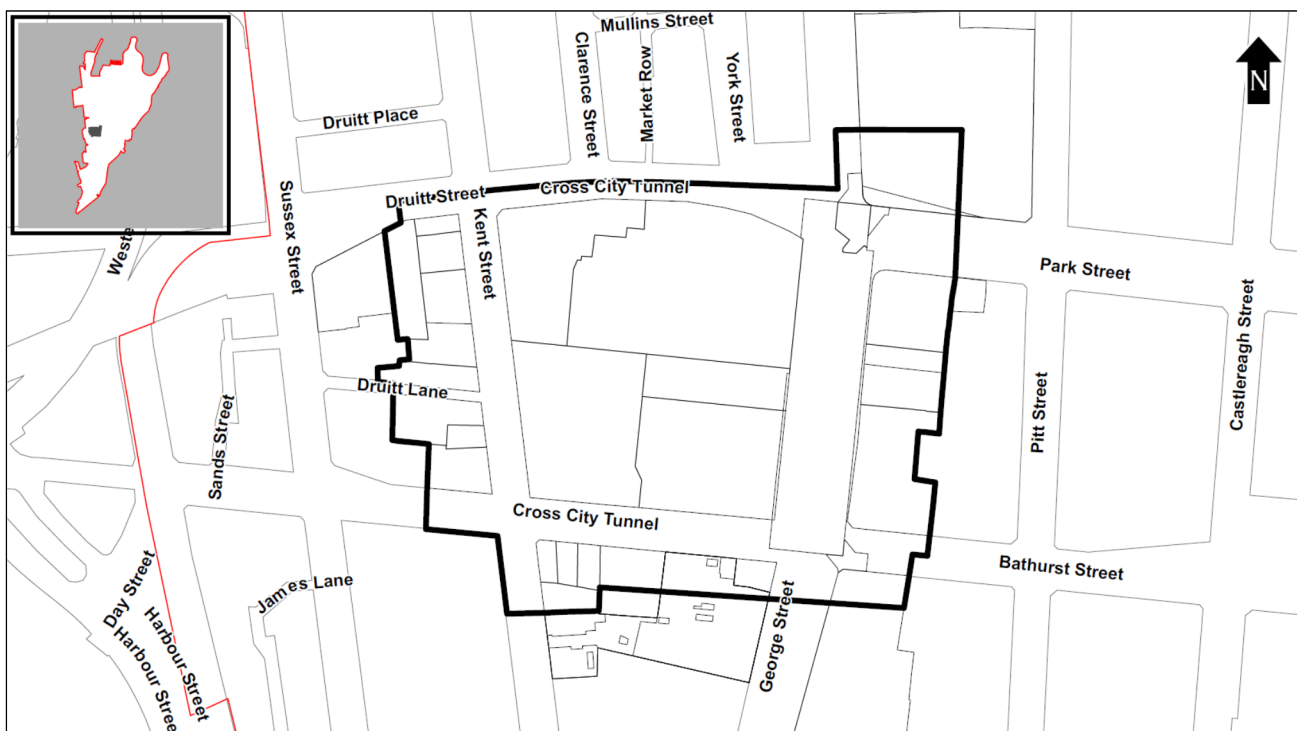 Mullins Street
Clarence Street
Market Row
York Street
N
Druitt Place
Sussex Street
Druitt Street
Cross City Tunnel
Kent Street
Weste
Park Street
Castlereagh Street
Pitt Street
Druitt Lane
Sands Street
Cross City Tunnel
Bathurst Street
James Lane
Day Street
Harbour Street
Harbour Stree
George Street